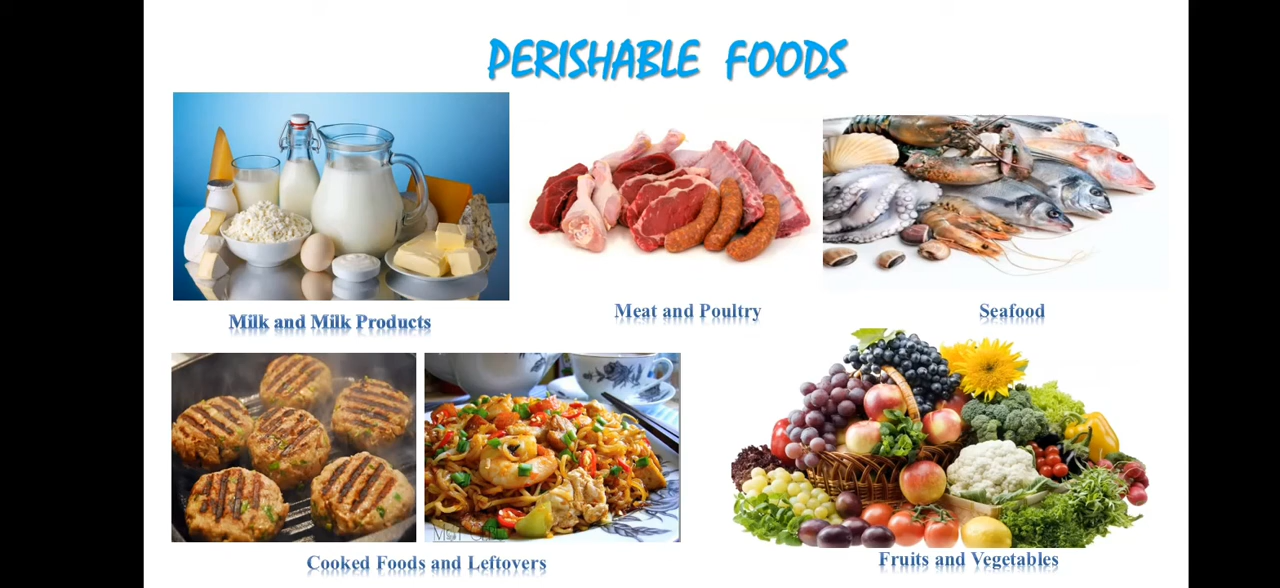 PERISHABLE FOODS
Milk and Milk Products
Meat and Poultry
Seafood
Cooked Foods and Leftovers
Fruits and Vegetables